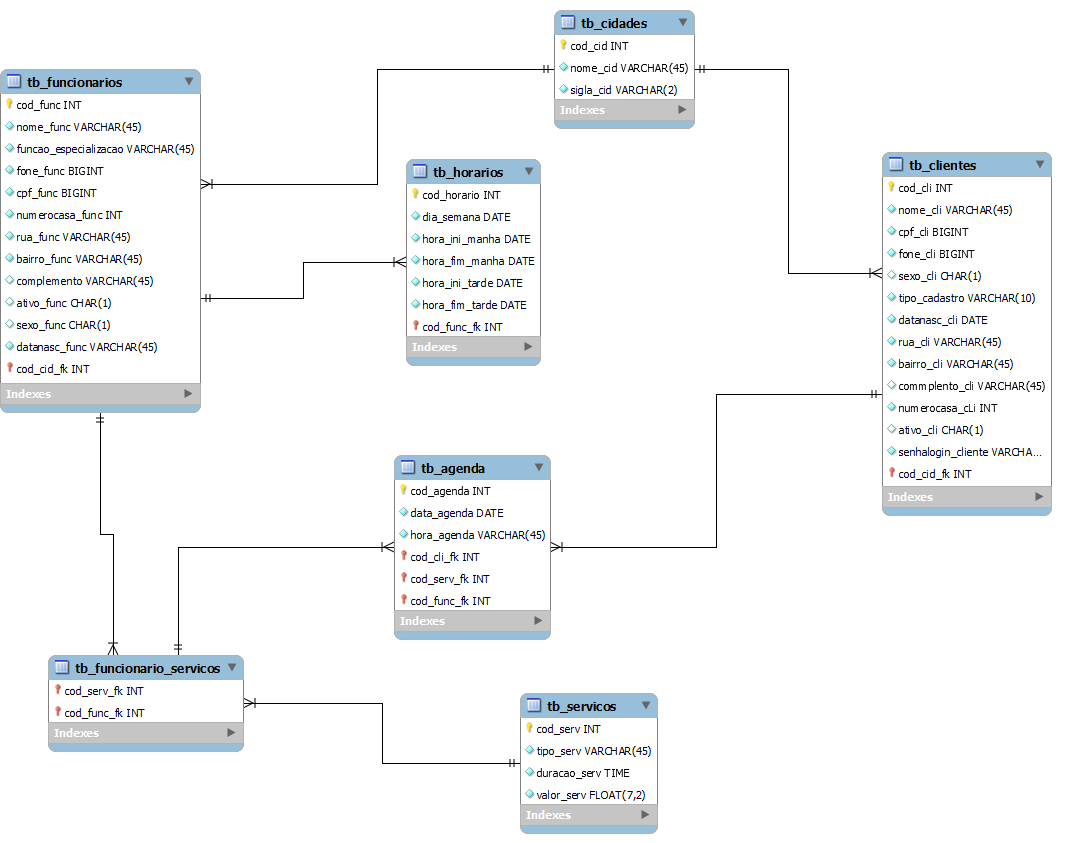 tb_cidades
cod_cid INT
nome_cid VARCHAR(45)
sigla_cid VARCHAR(2)
Indexes
tb_funcionarios
cod_func INT
nome_func VARCHAR(45)
funcao_especializacao VARCHAR(45)
fone_func BIGINT
cpf_func BIGINT
numerocasa_func INT
rua_func VARCHAR(45)
bairro_func VARCHAR(45)
complemento VARCHAR(45)
ativo_func CHAR(1)
sexo_func CHAR(1)
datanasc_func VARCHAR(45)
cod_cid_fk INT
Indexes
tb_horarios
cod_horario INT
dia_semana DATE
hora_ini_manha DATE
hora_fim_manha DATE
hora_ini_tarde DATE
hora_fim_tarde DATE
cod_func_fk INT
Indexes
tb_clientes
cod_cli INT
nome_cli VARCHAR(45)
cpf_cli BIGINT
fone_cli BIGINT
sexo_cli CHAR(1)
tipo_cadastro VARCHAR(10)
datanasc_cli DATE
rua_cli VARCHAR(45)
bairro_cli VARCHAR(45)
commplento_cli VARCHAR(45)
numerocasa_cLi INT
ativo_cli CHAR(1)
senhalogin_cliente VARCHA...
cod_cid_fk INT
Indexes
tb_agenda
cod_agenda INT
data_agenda DATE
hora_agenda VARCHAR(45)
cod_cli_fk INT
cod_serv_fk INT
cod_func_fk INT
Indexes
tb_funcionario_servicos
cod_serv_fk INT
cod_func_fk INT
Indexes
tb_servicos
cod_serv INT
tipo_serv VARCHAR(45)
duracao_serv TIME
valor_serv FLOAT(7,2)
Indexes